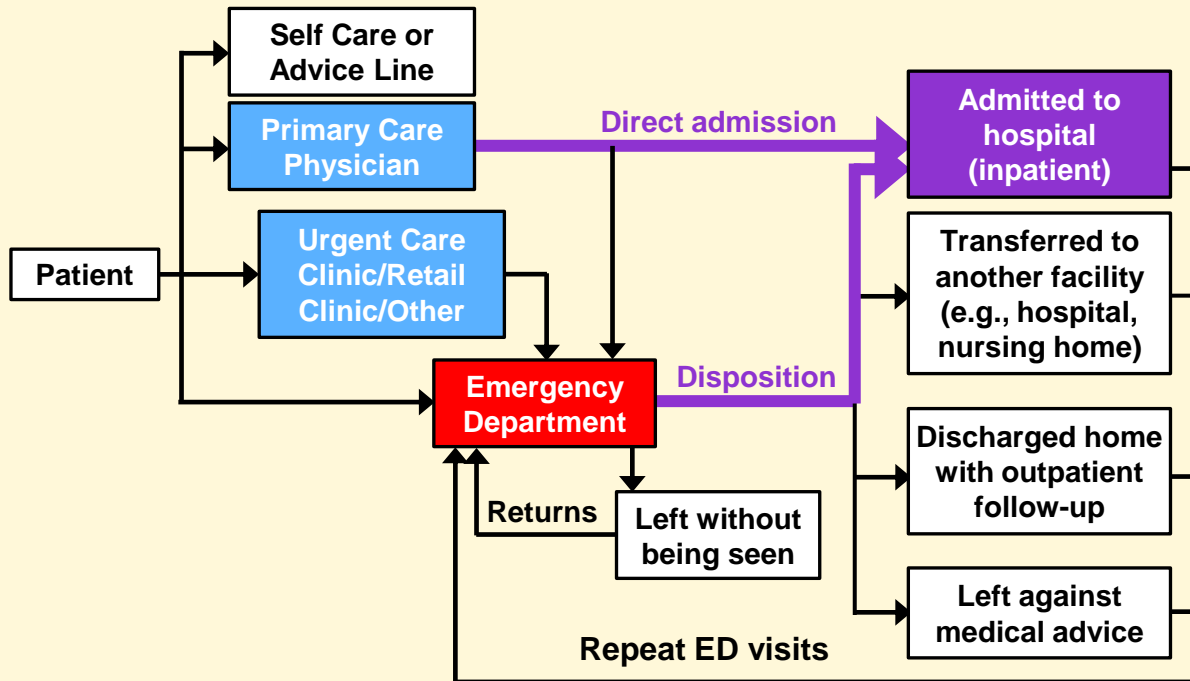 Self Care or
Advice Line
Primary Care
Physician
Direct admission
Admitted to
hospital
(inpatient)
Urgent Care
Clinic/Retail
Clinic/Other
Patient
Transferred to
another facility
(e.g., hospital,
nursing home)
Emergency
Department
Disposition
Discharged home
with outpatient
follow-up
Returns
Left without
being seen
Left against
medical advice
Repeat ED visits